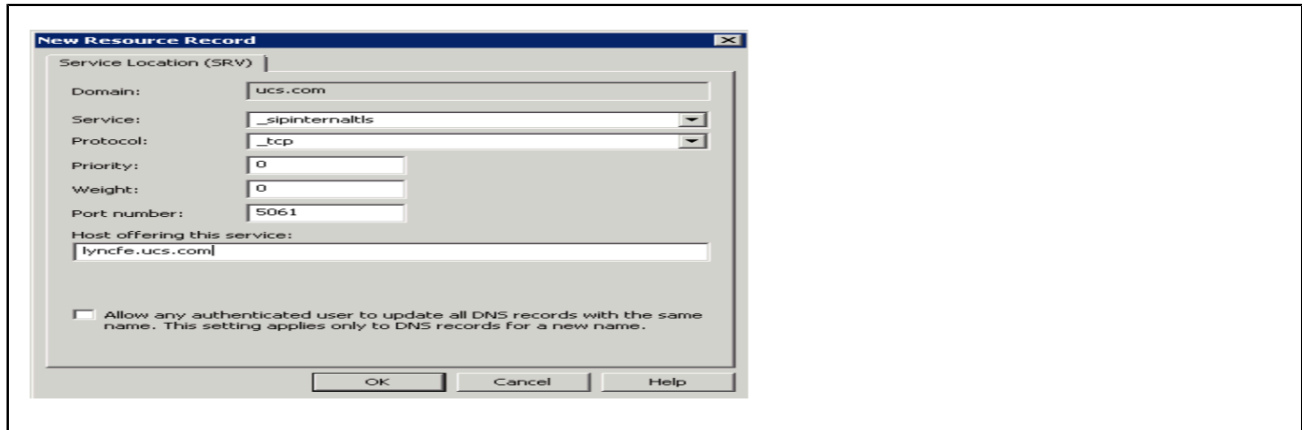 New Resource Record
Service Location (SRV)
Domain: ucs.com
Service: _sipinternaltls
Protocol: _tcp
Priority: 0
Weight: 0
Port number: 5061
Host offering this service:
lyncfe.ucs.com
Allow any authenticated user to update all DNS records with the same
name. This setting applies only to DNS records for a new name.
OK Cancel Help